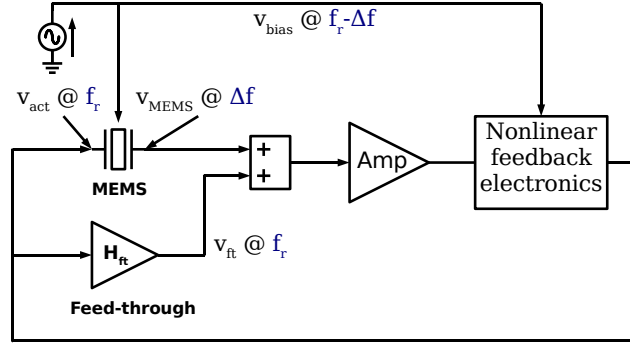 v_bias @ f_r-Δf
v_act @ f_r
v_MEMS @ Δf
MEMS
+
+
Amp
Nonlinear
feedback
electronics
H_ft
v_ft @ f_r
Feed-through